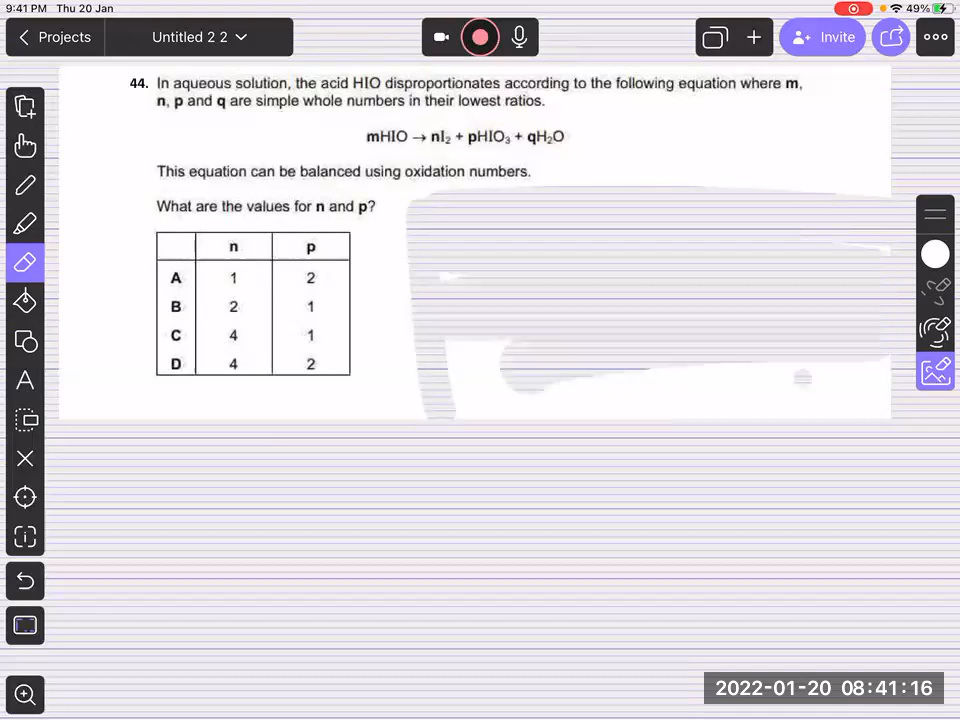 9:41 PM Thu 20 Jan
49%
Projects
Untitled 2 2
Invite
44. In aqueous solution, the acid HIO disproportionates according to the following equation where m,
n, p and q are simple whole numbers in their lowest ratios.
mHIO → nI₂ + pHIO₃ + qH₂O
This equation can be balanced using oxidation numbers.
What are the values for n and p?
n p
A 1 2
B 2 1
C 4 1
D 4 2
A
2022-01-20 08:41:16